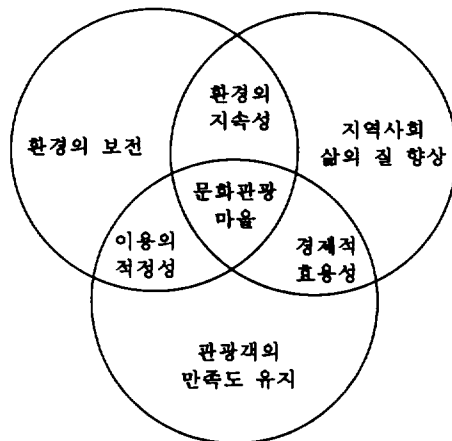 환경의
지속성
환경의 보전
지역사회
삶의 질 향상
문화관광
마을
이용의
적정성
경제적
효용성
관광객의
만족도 유지